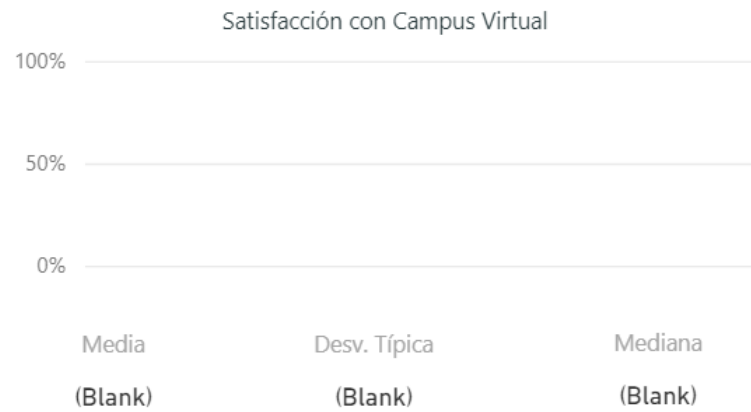 Satisfacción con Campus Virtual
100%
50%
0%
Media Desv. Típica Mediana
(Blank) (Blank) (Blank)